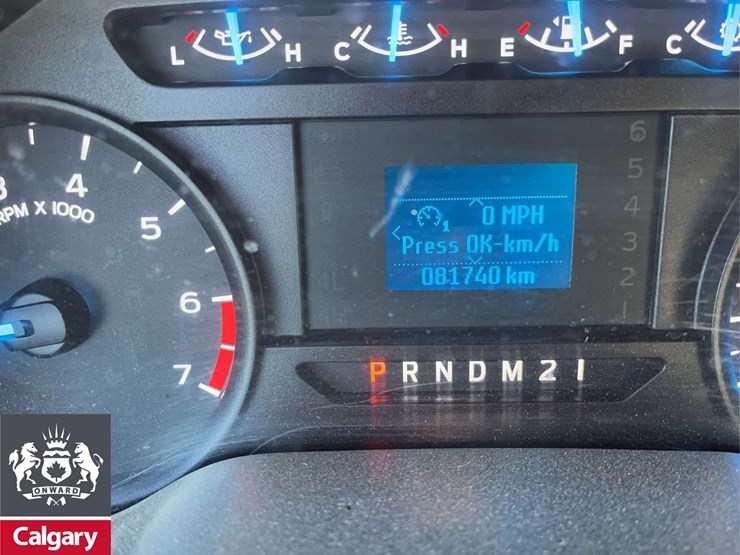 L H C H E F C
3 4 5 6 7
RPM X 1000
6
5
4
3
2
1
0 MPH
Press OK-km/h
081740 km
P R N D M 2 1
ONWARD
Calgary